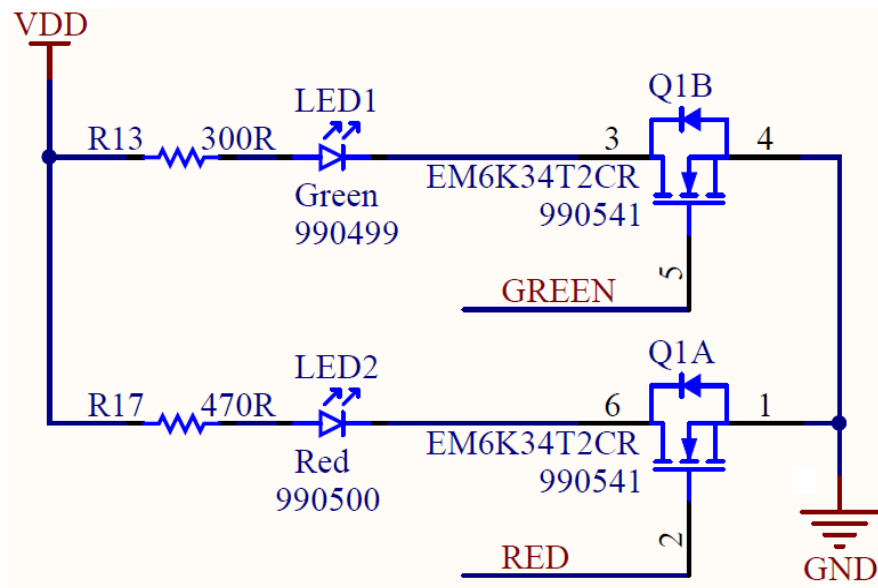 VDD
LED1
Q1B
R13 300R
3
4
EM6K34T2CR
Green
990541
990499
5
GREEN
LED2
Q1A
R17 470R
6
1
EM6K34T2CR
Red
990541
990500
2
RED
GND